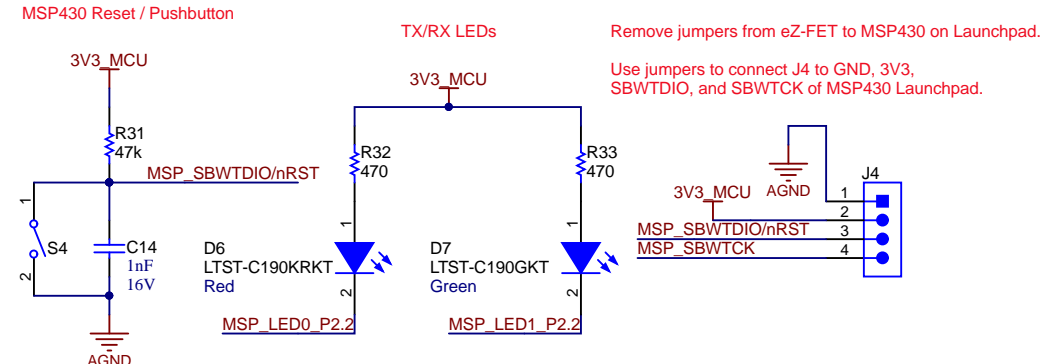 MSP430 Reset / Pushbutton
TX/RX LEDs
Remove jumpers from eZ-FET to MSP430 on Launchpad.
Use jumpers to connect J4 to GND, 3V3,
SBWTDIO, and SBWTCK of MSP430 Launchpad.
3V3_MCU
R31
47k
MSP_SBWTDIO/nRST
1
2
S4
C14
1nF
16V
AGND
3V3_MCU
R32
470
R33
470
1
2
D6
LTST-C190KRKT
Red
MSP_LED0_P2.2
1
2
D7
LTST-C190GKT
Green
MSP_LED1_P2.2
AGND
J4
3V3_MCU
1
2
MSP_SBWTDIO/nRST
3
MSP_SBWTCK
4